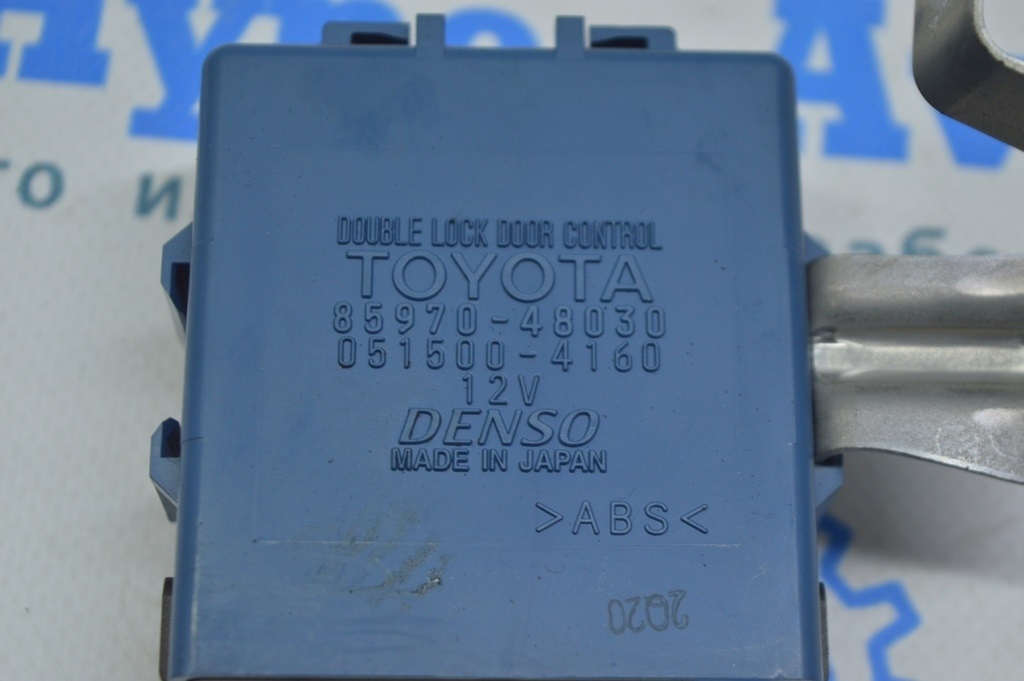 DOUBLE LOCK DOOR CONTROL
TOYOTA
85970-48030
051500-4160
12V
DENSO
MADE IN JAPAN
>ABS<
2020